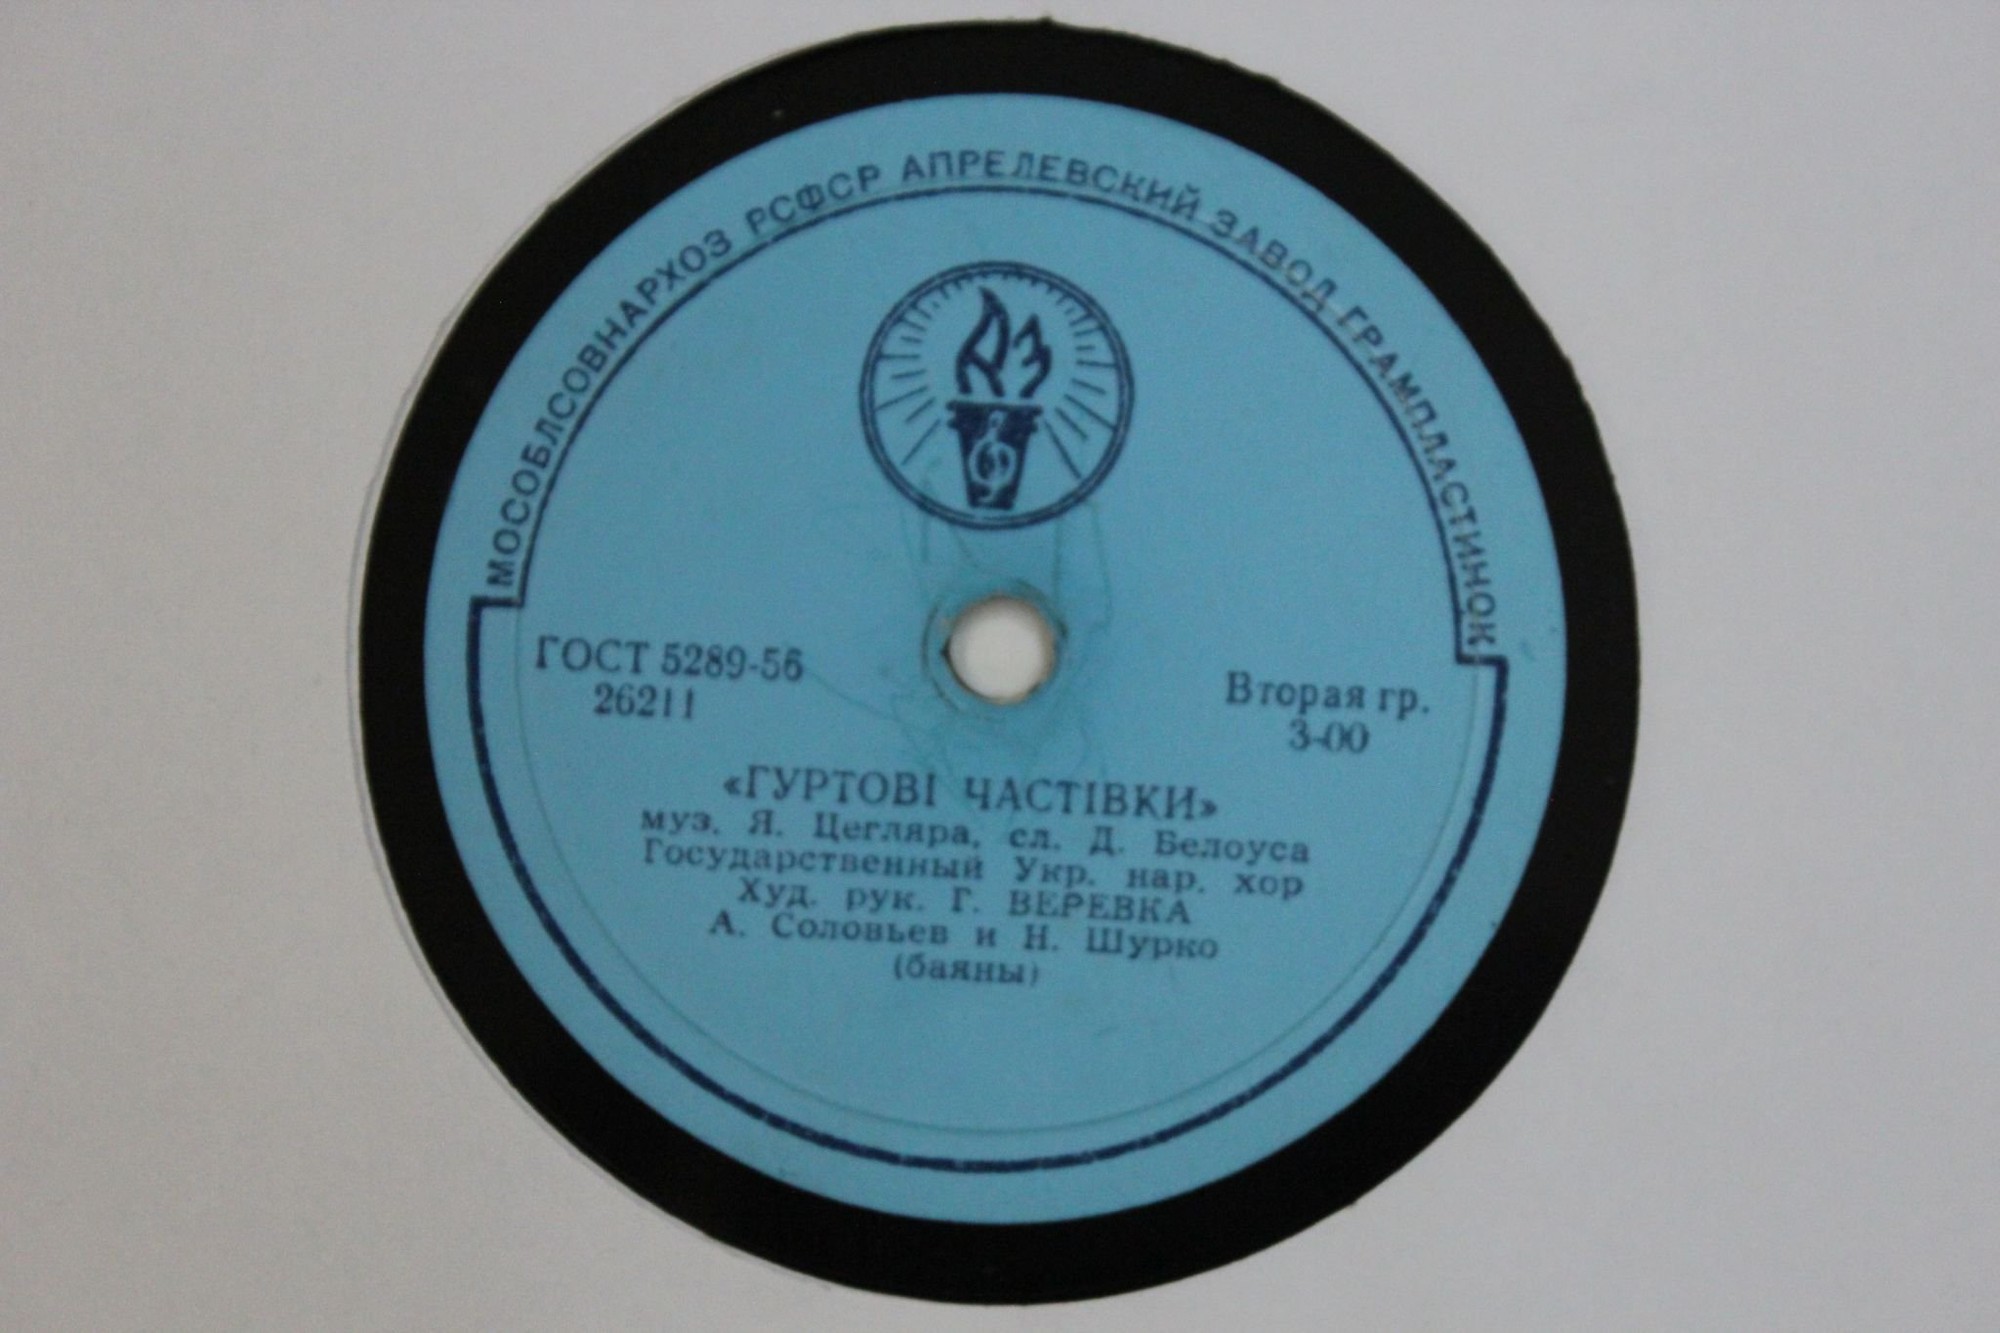 МОСОБЛСОВНАРХОЗ РСФСР АПРЕЛЕВСКИЙ ЗАВОД ГРАМПЛАСТИНОК
АЗ
ГОСТ 5289-56
26211
Вторая гр.
3-00
«ГУРТОВІ ЧАСТІВКИ»
муз. Я. Цегляра, сл. Д. Белоуса
Государственный Укр. нар. хор
Худ. рук. Г. ВЕРЕВКА
А. Соловьев и Н. Шурко
(баяны)